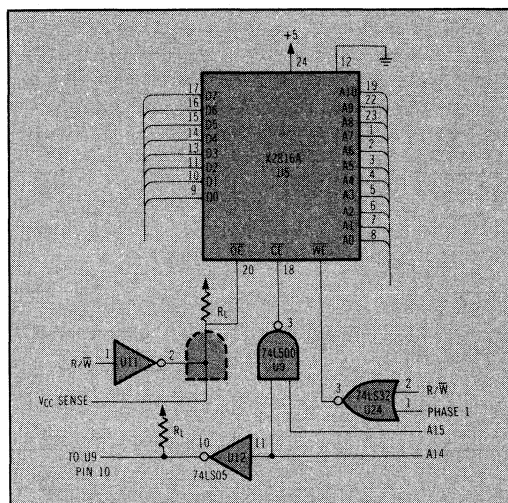 +5
24
12
17
16
15
14
13
11
10
9
D7
D6
D5
D4
D3
D2
D1
D0
X2816A
U5
A10
A9
A8
A7
A6
A5
A4
A3
A2
A1
A0
19
22
23
1
2
3
4
5
6
7
8
OE
CE
WE
20
18
RL
3
R/W
1
U11
2
74LS00
U9
3
74LS32
U24
2
R/W
1
PHASE 1
VCC SENSE
RL
A15
TO U9
PIN 10
10
U12
11
74LS05
A14